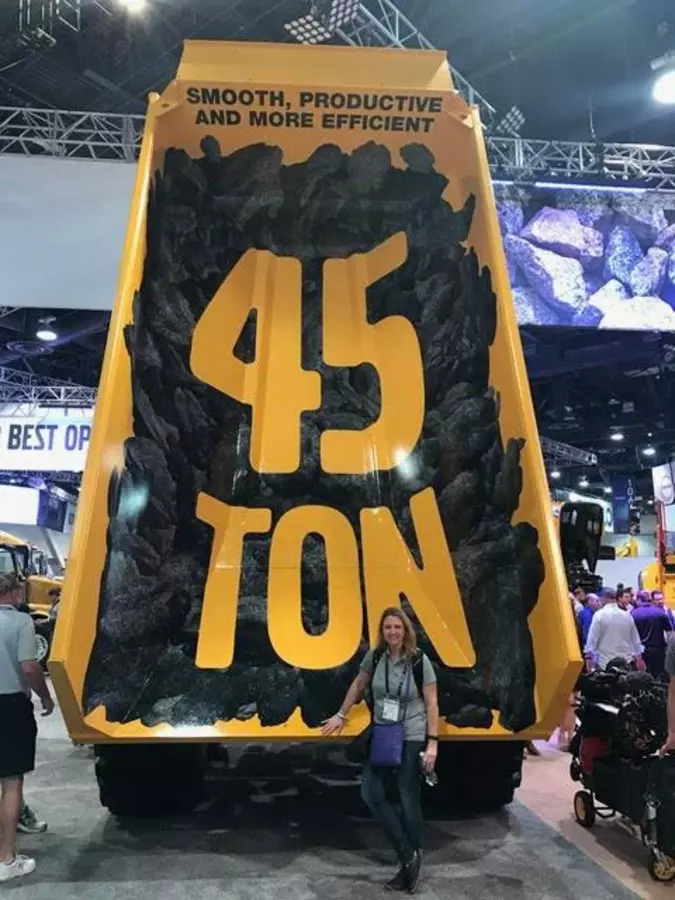 SMOOTH, PRODUCTIVE
AND MORE EFFICIENT
45
TON
BEST OP